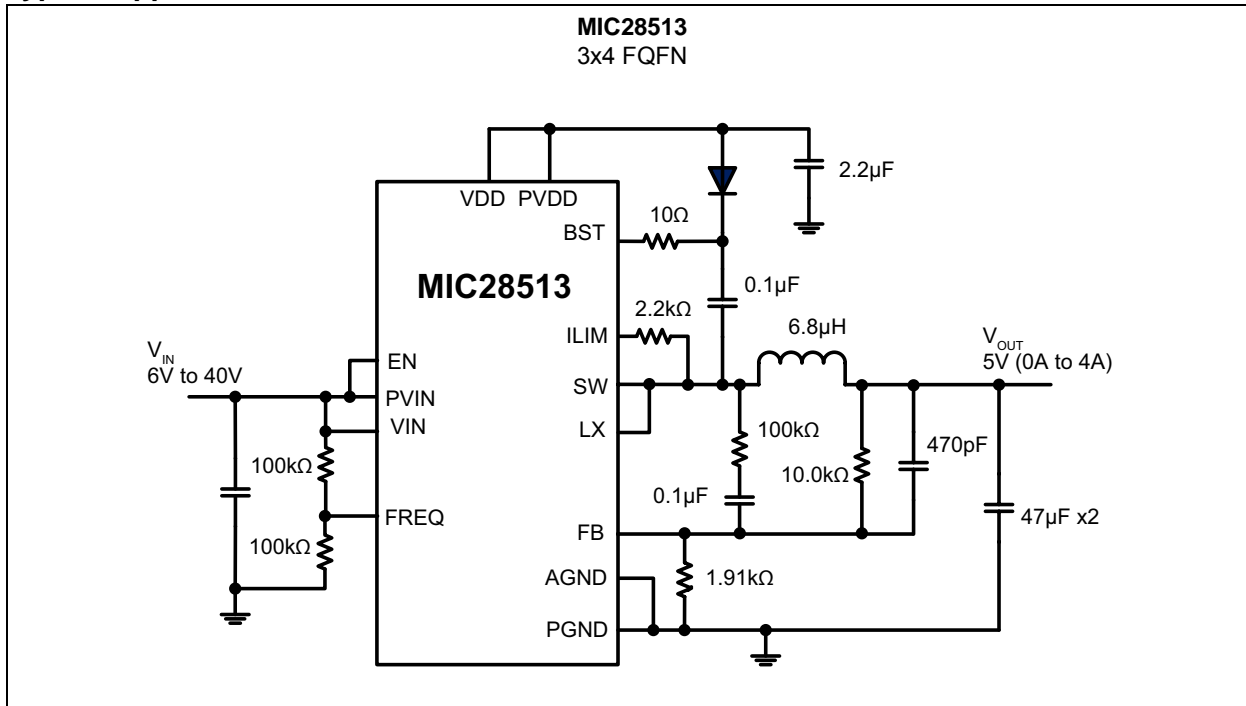 MIC28513
3x4 FQFN
VDD PVDD
2.2µF
BST
10Ω
MIC28513
0.1µF
ILIM
2.2kΩ
6.8µH
VIN
6V to 40V
EN
SW
VOUT
5V (0A to 4A)
PVIN
VIN
LX
100kΩ
100kΩ
10.0kΩ
470pF
0.1µF
47µF x2
FREQ
FB
100kΩ
AGND
1.91kΩ
PGND